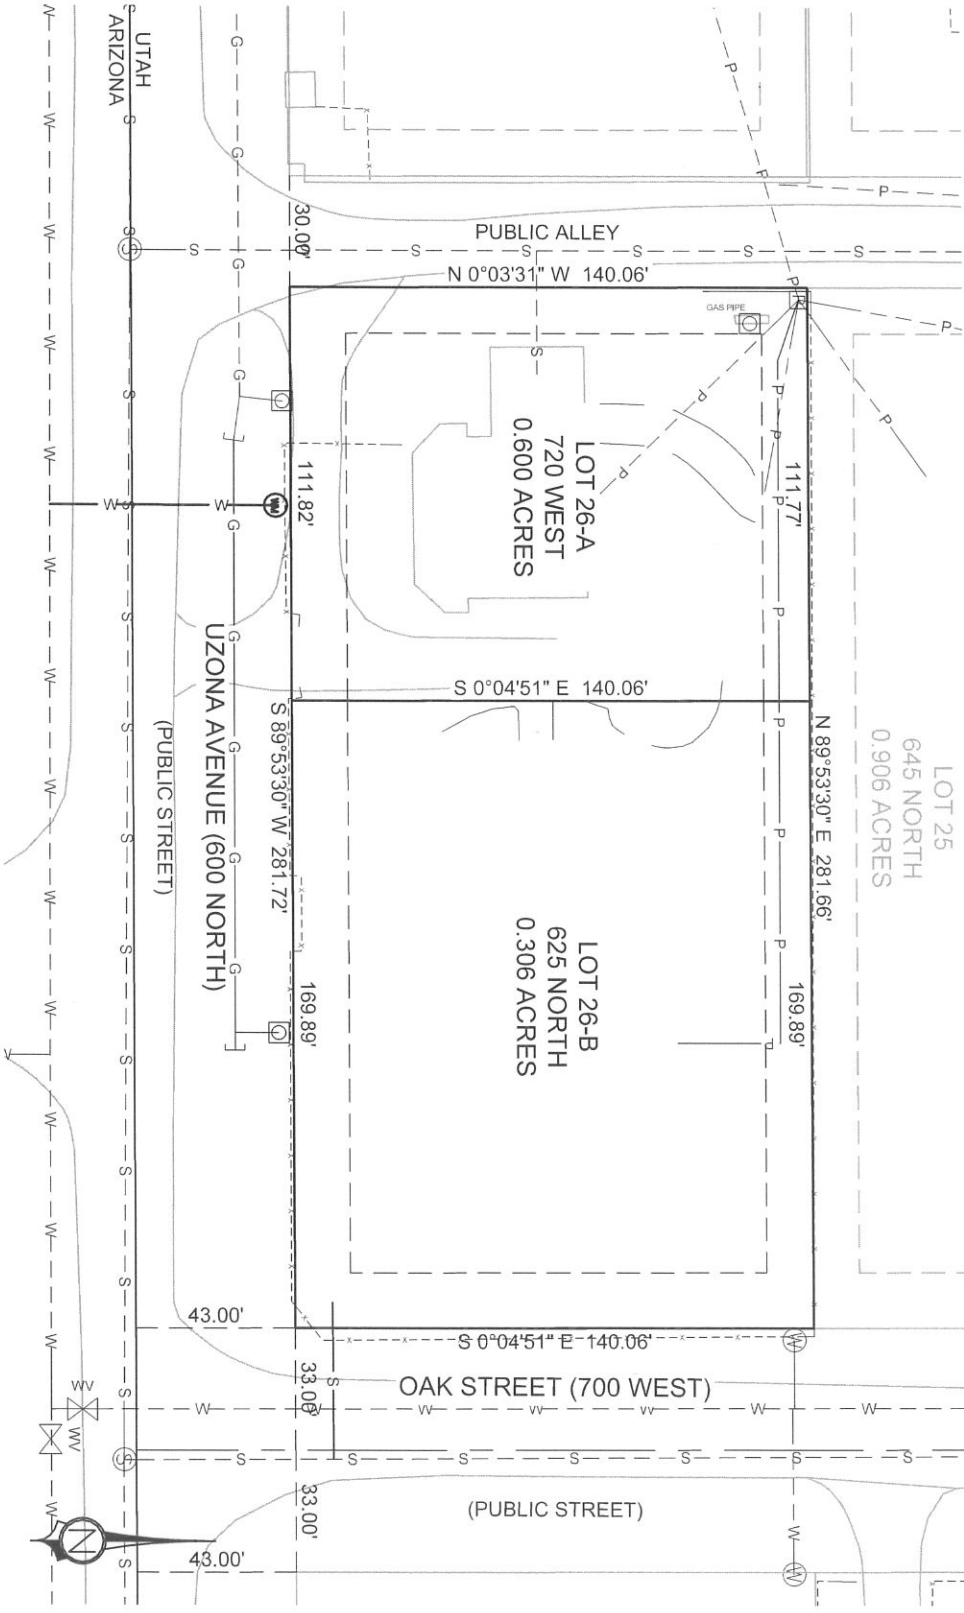 UTAH
ARIZONA
PUBLIC ALLEY
30.00'
N 0°03'31" W 140.06'
GAS PIPE
LOT 26-A
720 WEST
0.600 ACRES
111.82'
111.77'
WM
S 0°04'51" E 140.06'
UZONA AVENUE (600 NORTH)
(PUBLIC STREET)
S 89°53'30" W 281.72'
N 89°53'30" E 281.66'
LOT 25
645 NORTH
0.906 ACRES
LOT 26-B
625 NORTH
0.306 ACRES
169.89'
169.89'
43.00'
S 0°04'51" E 140.06'
33.00'
OAK STREET (700 WEST)
WV
WV
33.00'
(PUBLIC STREET)
43.00'
N